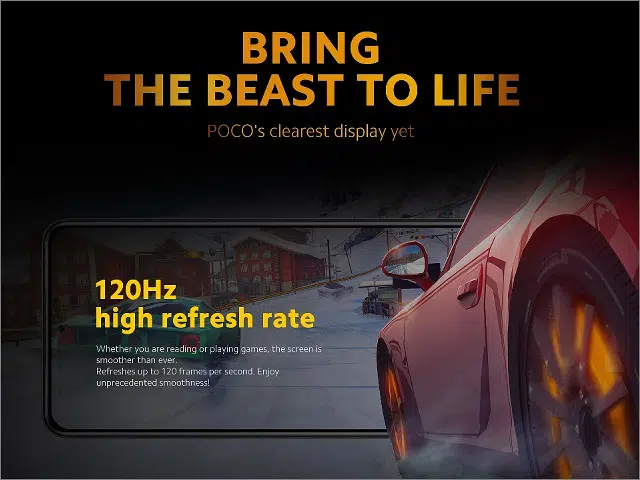 BRING
THE BEAST TO LIFE
POCO's clearest display yet
120Hz
high refresh rate
Whether you are reading or playing games, the screen is
smoother than ever.
Refreshes up to 120 frames per second. Enjoy
unprecedented smoothness!